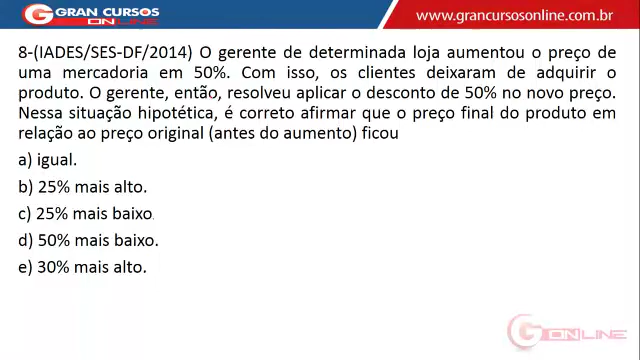 GRAN CURSOS
ONLINE
www.grancursosonline.com.br
8-(IADES/SES-DF/2014) O gerente de determinada loja aumentou o preço de
uma mercadoria em 50%. Com isso, os clientes deixaram de adquirir o
produto. O gerente, então, resolveu aplicar o desconto de 50% no novo preço.
Nessa situação hipotética, é correto afirmar que o preço final do produto em
relação ao preço original (antes do aumento) ficou
a) igual.
b) 25% mais alto.
c) 25% mais baixo.
d) 50% mais baixo.
e) 30% mais alto.
G ONLINE